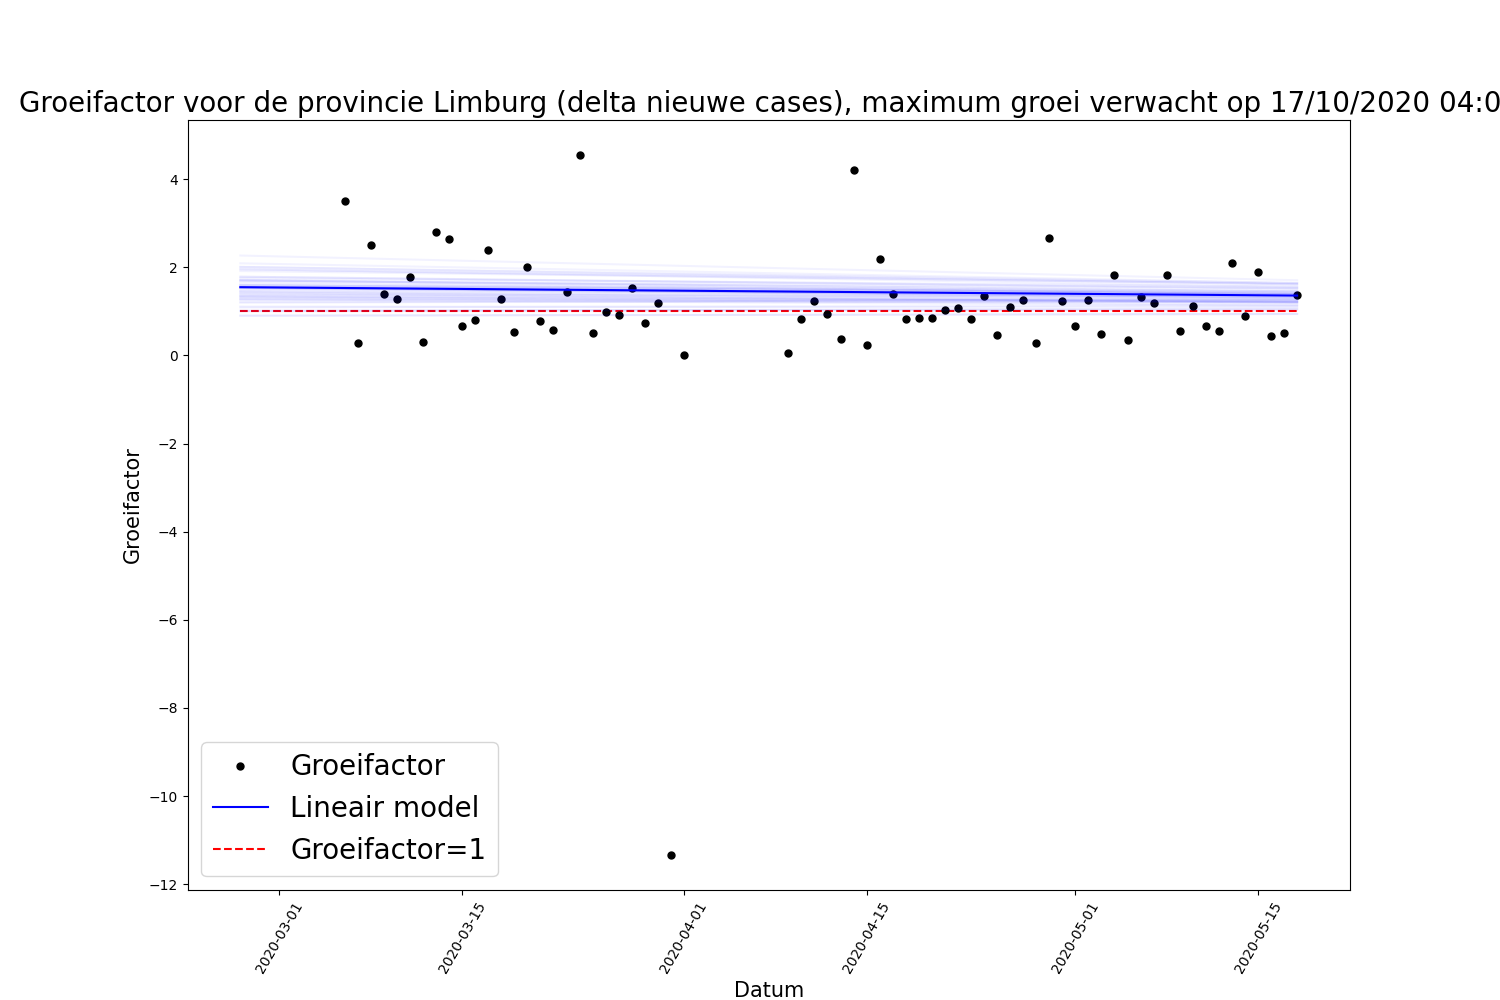 Groeifactor voor de provincie Limburg (delta nieuwe cases), maximum groei verwacht op 17/10/2020 04:0
4
2
0
−2
−4
−6
−8
−10
−12
Groeifactor
Groeifactor
Lineair model
Groeifactor=1
2020-03-01
2020-03-15
2020-04-01
2020-04-15
2020-05-01
2020-05-15
Datum